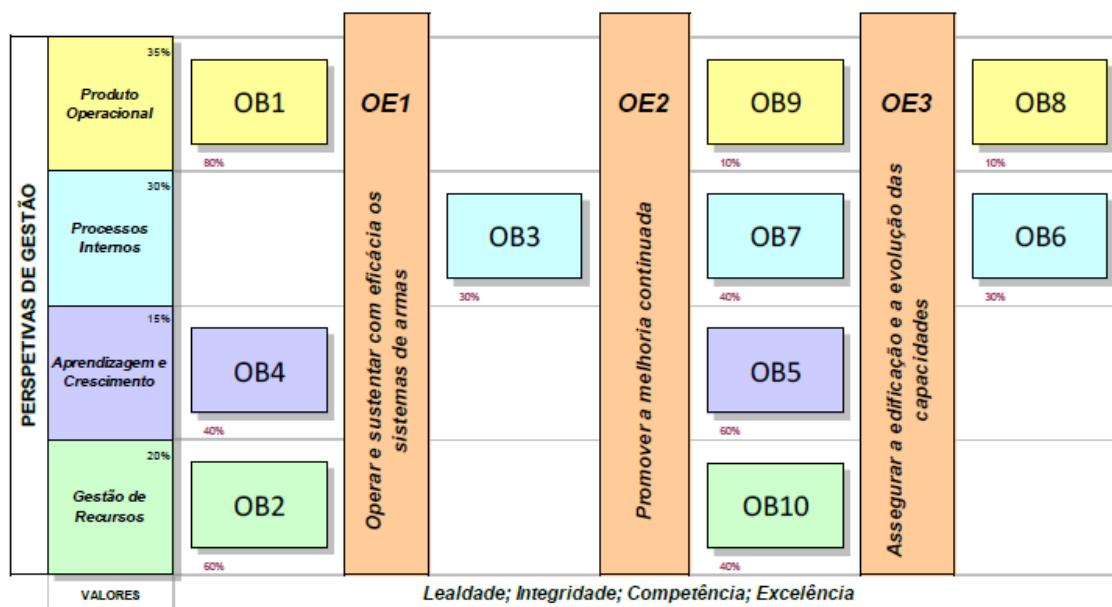 PERSPETIVAS DE GESTÃO
35%
Produto
Operacional
OB1
80%
OE1
OE2
OB9
10%
OE3
OB8
10%
30%
Processos
Internos
OB3
30%
OB7
40%
OB6
30%
15%
Aprendizagem e
Crescimento
OB4
40%
OB5
60%
20%
Gestão de
Recursos
OB2
60%
OB10
40%
Operar e sustentar com eficácia os
sistemas de armas
Promover a melhoria continuada
Assegurar a edificação e a evolução das
capacidades
VALORES
Lealdade; Integridade; Competência; Excelência